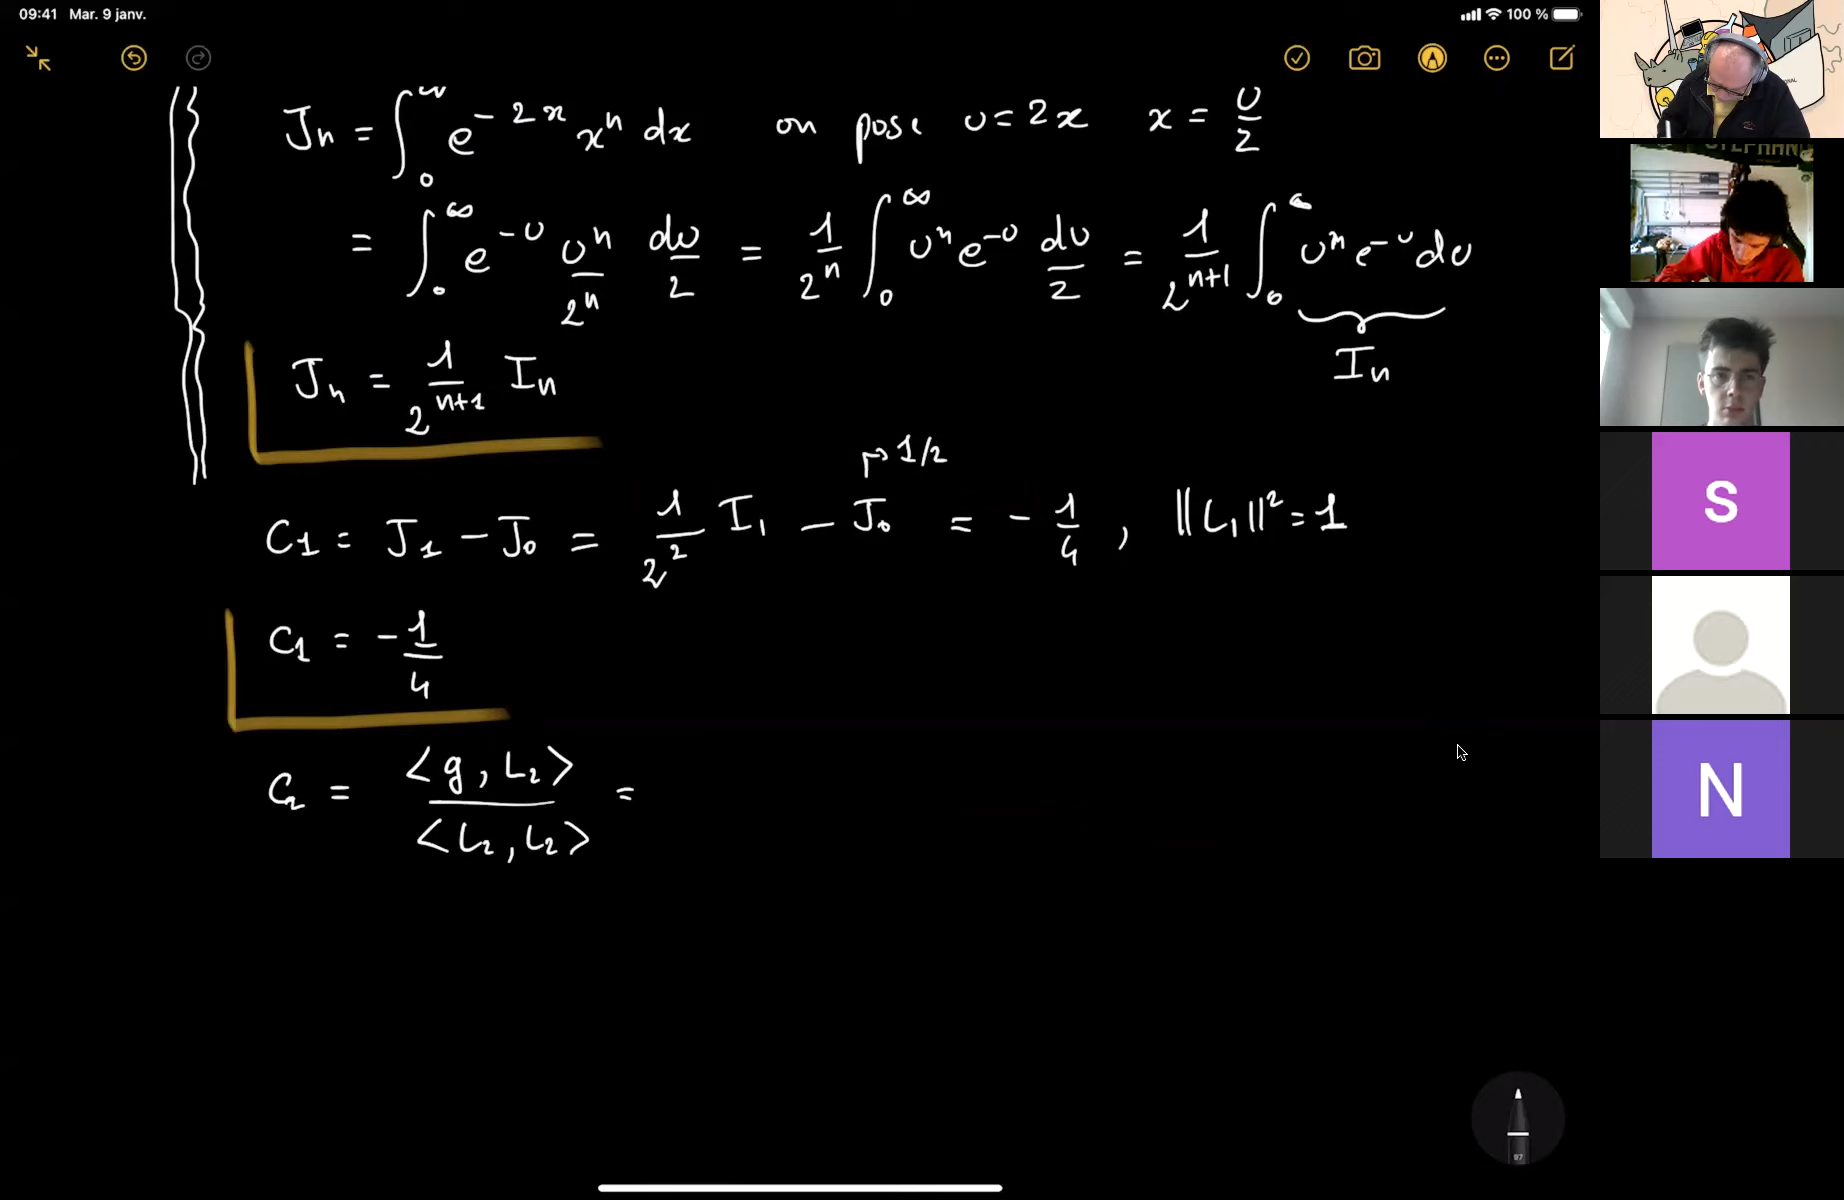 09:41 Mar. 9 janv. 100 %
Jn = ∫₀^∞ e^(-2x) x^n dx on pose u = 2x x = u/2
= ∫₀^∞ e^(-u) u^n/2^n du/2 = 1/2^n ∫₀^∞ u^n e^(-u) du/2 = 1/2^(n+1) ∫₀^∞ u^n e^(-u) du
In
Jn = 1/2^(n+1) In
↱ 1/2
C₁ = J₁ - J₀ = 1/2² I₁ - J₀ = - 1/4 , ||L₁||² = 1
C₁ = - 1/4
C₂ = <g, L₂> / <L₂, L₂> =
S
N
97